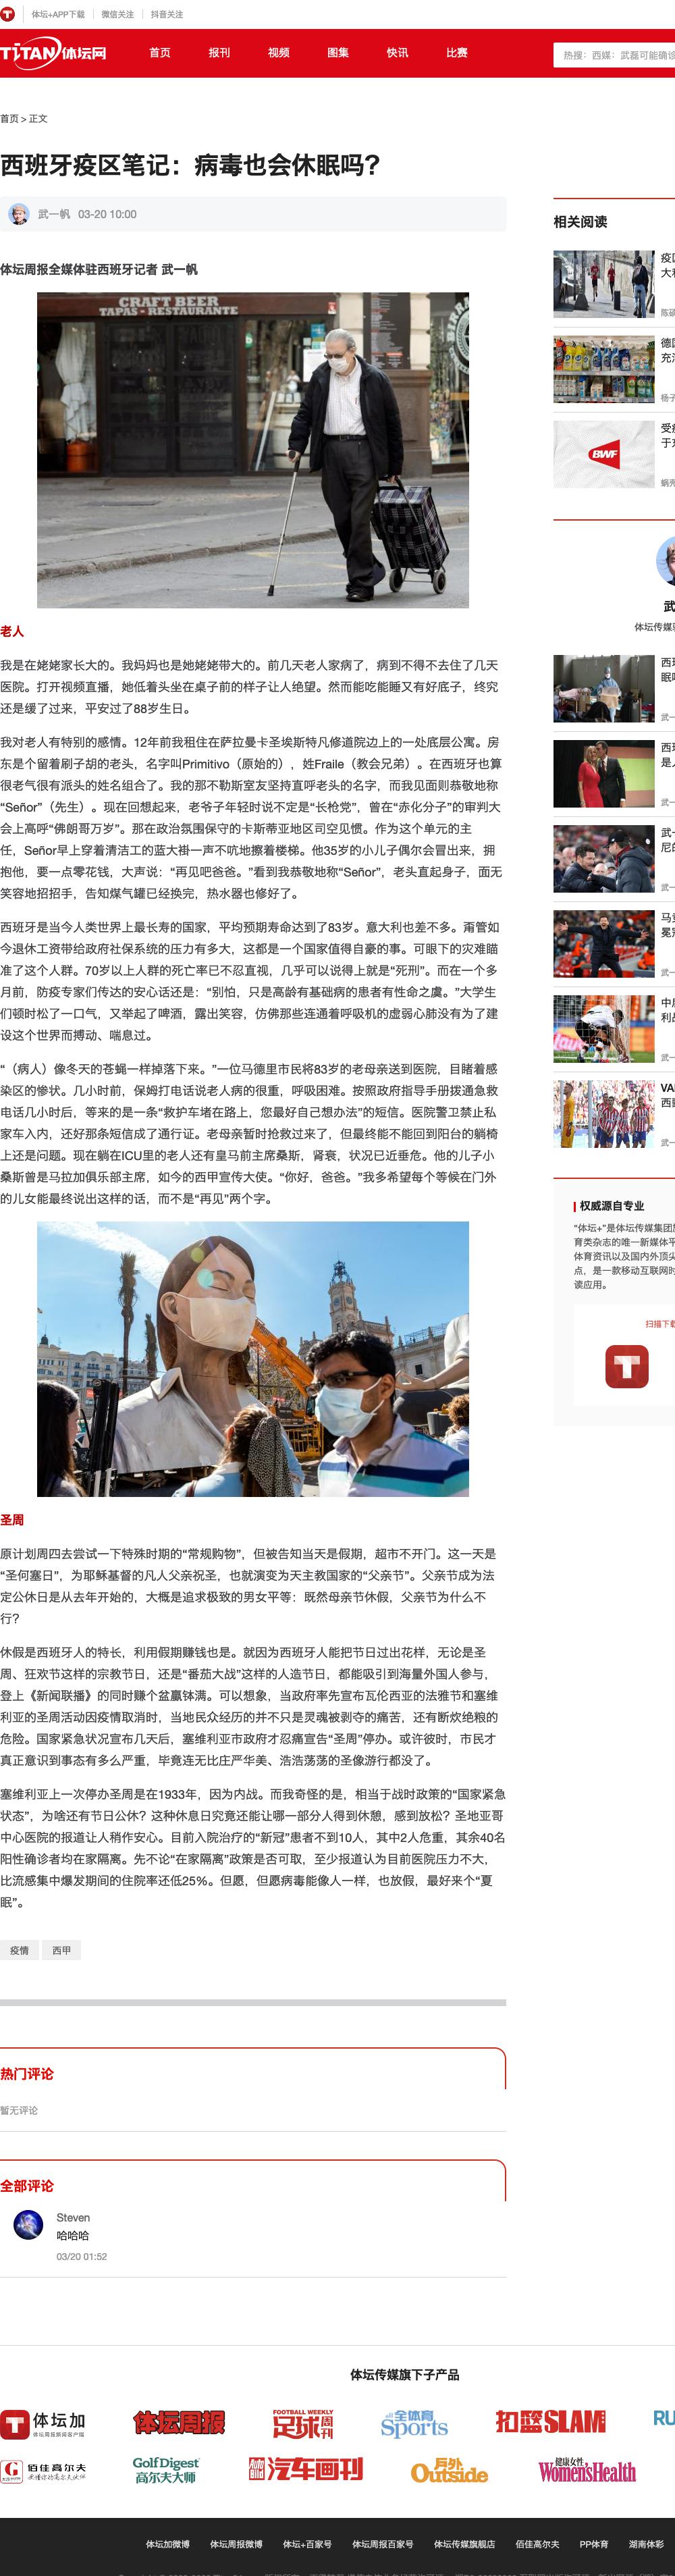 体坛+APP下载 微信关注 抖音关注
TiTAN体坛网 首页 报刊 视频 图集 快讯 比赛 热搜：西媒：武磊可能确诊
首页 > 正文
西班牙疫区笔记：病毒也会休眠吗？
武一帆 03-20 10:00
体坛周报全媒体驻西班牙记者 武一帆
CRAFT BEER
TAPAS - RESTAURANT
老人
我是在姥姥家长大的。我妈妈也是她姥姥带大的。前几天老人家病了，病到不得不去住了几天
医院。打开视频直播，她低着头坐在桌子前的样子让人绝望。然而能吃能睡又有好底子，终究
还是缓了过来，平安过了88岁生日。
我对老人有特别的感情。12年前我租住在萨拉曼卡圣埃斯特凡修道院边上的一处底层公寓。房
东是个留着刷子胡的老头，名字叫Primitivo（原始的），姓Fraile（教会兄弟）。在西班牙也算
很老气很有派头的姓名组合了。我的那不勒斯室友坚持直呼老头的名字，而我见面则恭敬地称
“Señor”（先生）。现在回想起来，老爷子年轻时说不定是“长枪党”，曾在“赤化分子”的审判大
会上高呼“佛朗哥万岁”。那在政治氛围保守的卡斯蒂亚地区司空见惯。作为这个单元的主
任，Señor早上穿着清洁工的蓝大褂一声不吭地擦着楼梯。他35岁的小儿子偶尔会冒出来，拥
抱他，要一点零花钱，大声说：“再见吧爸爸。”看到我恭敬地称“Señor”，老头直起身子，面无
笑容地招招手，告知煤气罐已经换完，热水器也修好了。
西班牙是当今人类世界上最长寿的国家，平均预期寿命达到了83岁。意大利也差不多。甭管如
今退休工资带给政府社保系统的压力有多大，这都是一个国家值得自豪的事。可眼下的灾难瞄
准了这个人群。70岁以上人群的死亡率已不忍直视，几乎可以说得上就是“死刑”。而在一个多
月前，防疫专家们传达的安心话还是：“别怕，只是高龄有基础病的患者有性命之虞。”大学生
们顿时松了一口气，又举起了啤酒，露出笑容，仿佛那些连通着呼吸机的虚弱心肺没有为了建
设这个世界而搏动、喘息过。
“（病人）像冬天的苍蝇一样掉落下来。”一位马德里市民将83岁的老母亲送到医院，目睹着感
染区的惨状。几小时前，保姆打电话说老人病的很重，呼吸困难。按照政府指导手册拨通急救
电话几小时后，等来的是一条“救护车堵在路上，您最好自己想办法”的短信。医院警卫禁止私
家车入内，还好那条短信成了通行证。老母亲暂时抢救过来了，但最终能不能回到阳台的躺椅
上还是问题。现在躺在ICU里的老人还有皇马前主席桑斯，肾衰，状况已近垂危。他的儿子小
桑斯曾是马拉加俱乐部主席，如今的西甲宣传大使。“你好，爸爸。”我多希望每个等候在门外
的儿女能最终说出这样的话，而不是“再见”两个字。
圣周
原计划周四去尝试一下特殊时期的“常规购物”，但被告知当天是假期，超市不开门。这一天是
“圣何塞日”，为耶稣基督的凡人父亲祝圣，也就演变为天主教国家的“父亲节”。父亲节成为法
定公休日是从去年开始的，大概是追求极致的男女平等：既然母亲节休假，父亲节为什么不
行？
休假是西班牙人的特长，利用假期赚钱也是。就因为西班牙人能把节日过出花样，无论是圣
周、狂欢节这样的宗教节日，还是“番茄大战”这样的人造节日，都能吸引到海量外国人参与，
登上《新闻联播》的同时赚个盆赢钵满。可以想象，当政府率先宣布瓦伦西亚的法雅节和塞维
利亚的圣周活动因疫情取消时，当地民众经历的并不只是灵魂被剥夺的痛苦，还有断炊绝粮的
危险。国家紧急状况宣布几天后，塞维利亚市政府才忍痛宣告“圣周”停办。或许彼时，市民才
真正意识到事态有多么严重，毕竟连无比庄严华美、浩浩荡荡的圣像游行都没了。
塞维利亚上一次停办圣周是在1933年，因为内战。而我奇怪的是，相当于战时政策的“国家紧急
状态”，为啥还有节日公休？这种休息日究竟还能让哪一部分人得到休憩，感到放松？圣地亚哥
中心医院的报道让人稍作安心。目前入院治疗的“新冠”患者不到10人，其中2人危重，其余40名
阳性确诊者均在家隔离。先不论“在家隔离”政策是否可取，至少报道认为目前医院压力不大，
比流感集中爆发期间的住院率还低25%。但愿，但愿病毒能像人一样，也放假，最好来个“夏
眠”。
疫情 西甲
热门评论
暂无评论
全部评论
Steven
哈哈哈
03/20 01:52
相关阅读
疫区
大利
德国
充
杨子
受疫
于
BWF
蜗壳
武
体坛传媒
西班
眠
武一
西班
是
武一
武
尼
武一
马
冕
武一
中
利
武一
VA
西
武一
权威源自专业
“体坛+”是体坛传媒集团
育类杂志的唯一新媒体平
体育资讯以及国内外顶尖
点，是一款移动互联网时
读应用。
扫描下载
体坛传媒旗下子产品
体坛加 体坛周报新闻客户端 体坛周报 FOOTBALL WEEKLY 足球周刊 全体育 Sports 扣篮SLAM RU
佰佳高尔夫 Golf Digest 高尔夫大师 汽车画刊 户外 Outside 健康女性 Women'sHealth
体坛加微博 体坛周报微博 体坛+百家号 体坛周报百家号 体坛传媒旗舰店 佰佳高尔夫 PP体育 湖南体彩